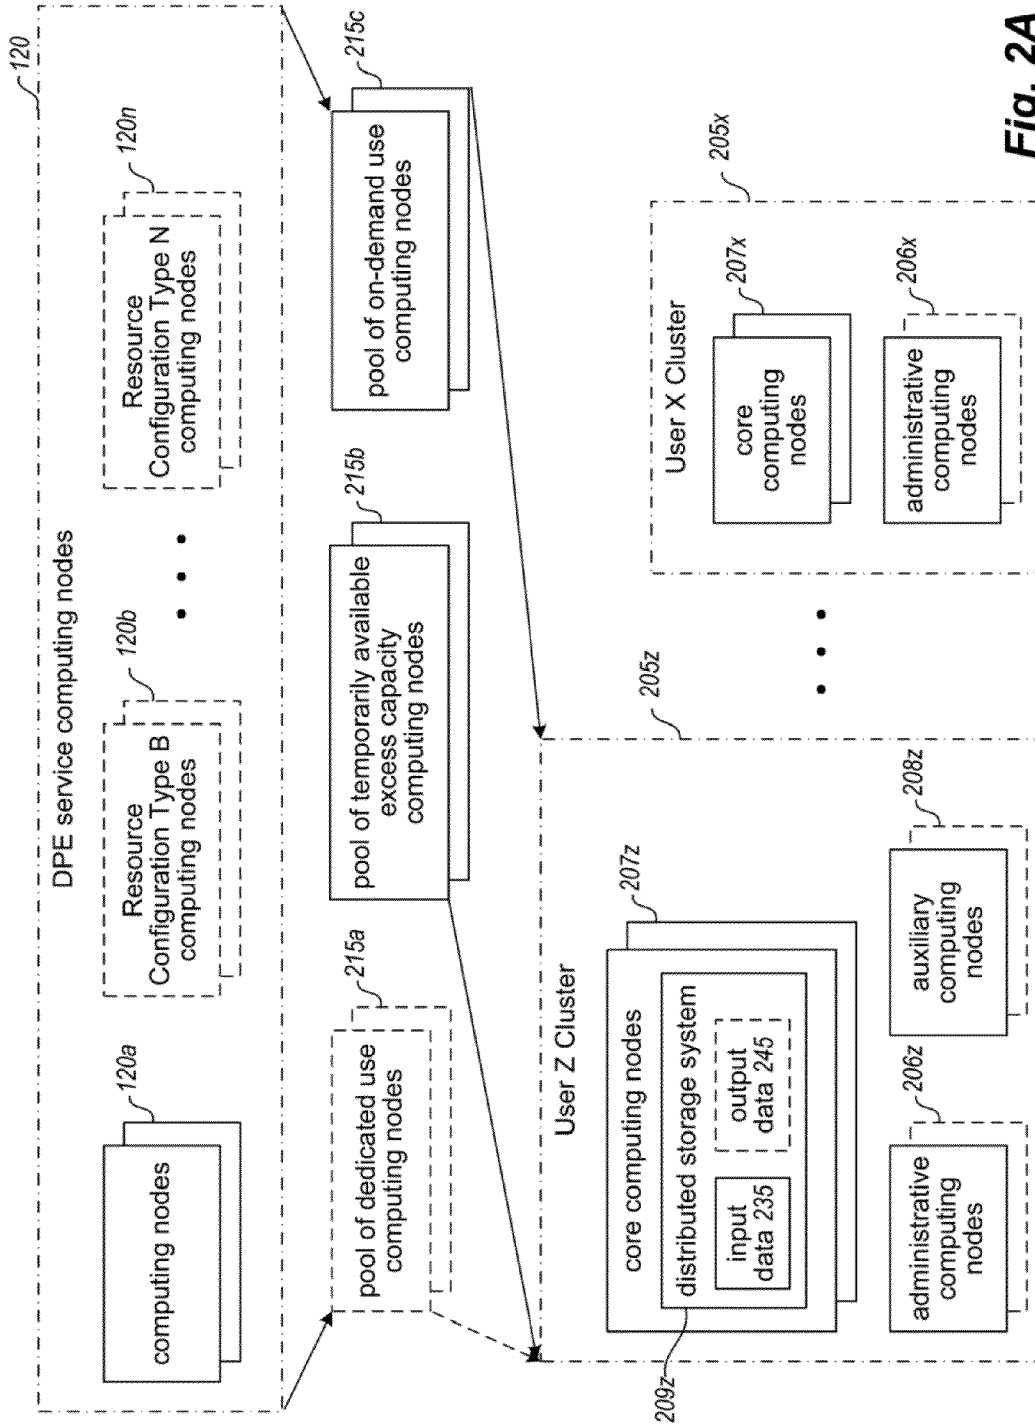 120
DPE service computing nodes
120a
computing nodes
120b
Resource
Configuration Type B
computing nodes
• • •
120n
Resource
Configuration Type N
computing nodes
215a
pool of dedicated use
computing nodes
215b
pool of temporarily available
excess capacity
computing nodes
215c
pool of on-demand use
computing nodes
205z
User Z Cluster
207z
core computing nodes
209z
distributed storage system
input
data 235
output
data 245
206z
administrative
computing
nodes
208z
auxiliary
computing
nodes
• • •
205x
User X Cluster
207x
core
computing
nodes
206x
administrative
computing
nodes
Fig. 2A